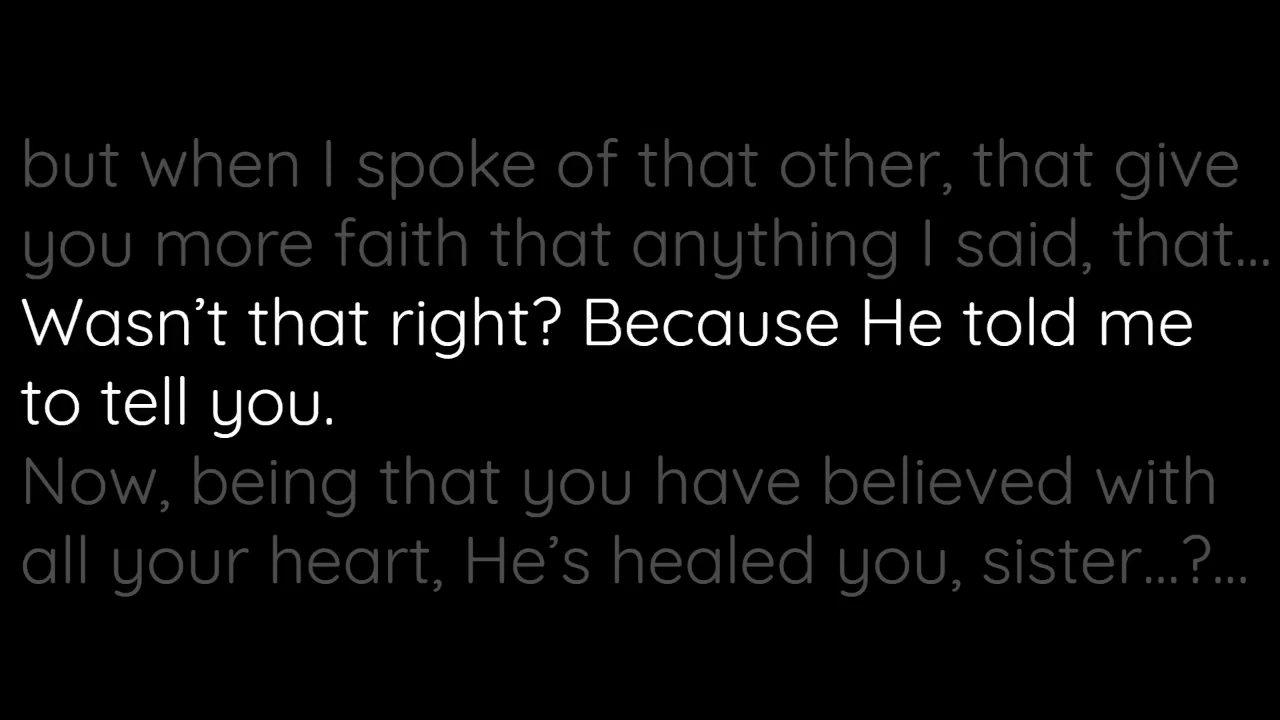 but when I spoke of that other, that give
you more faith that anything I said, that...
Wasn’t that right? Because He told me
to tell you.
Now, being that you have believed with
all your heart, He’s healed you, sister...?...